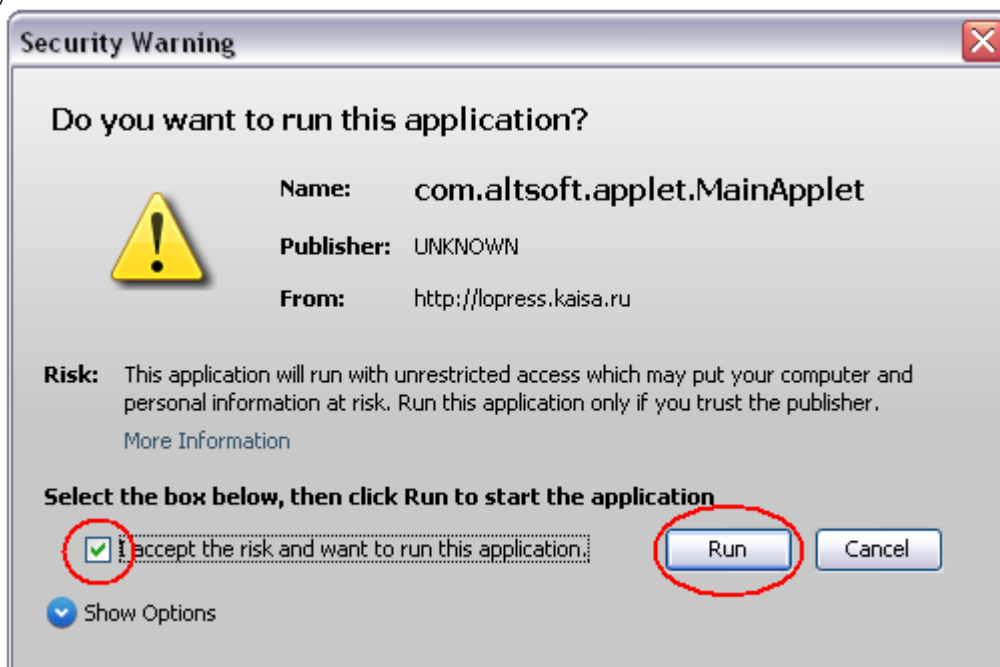 Security Warning
Do you want to run this application?
Name: com.altsoft.applet.MainApplet
Publisher: UNKNOWN
From: http://lopress.kaisa.ru
Risk: This application will run with unrestricted access which may put your computer and
personal information at risk. Run this application only if you trust the publisher.
More Information
Select the box below, then click Run to start the application
I accept the risk and want to run this application. Run Cancel
Show Options